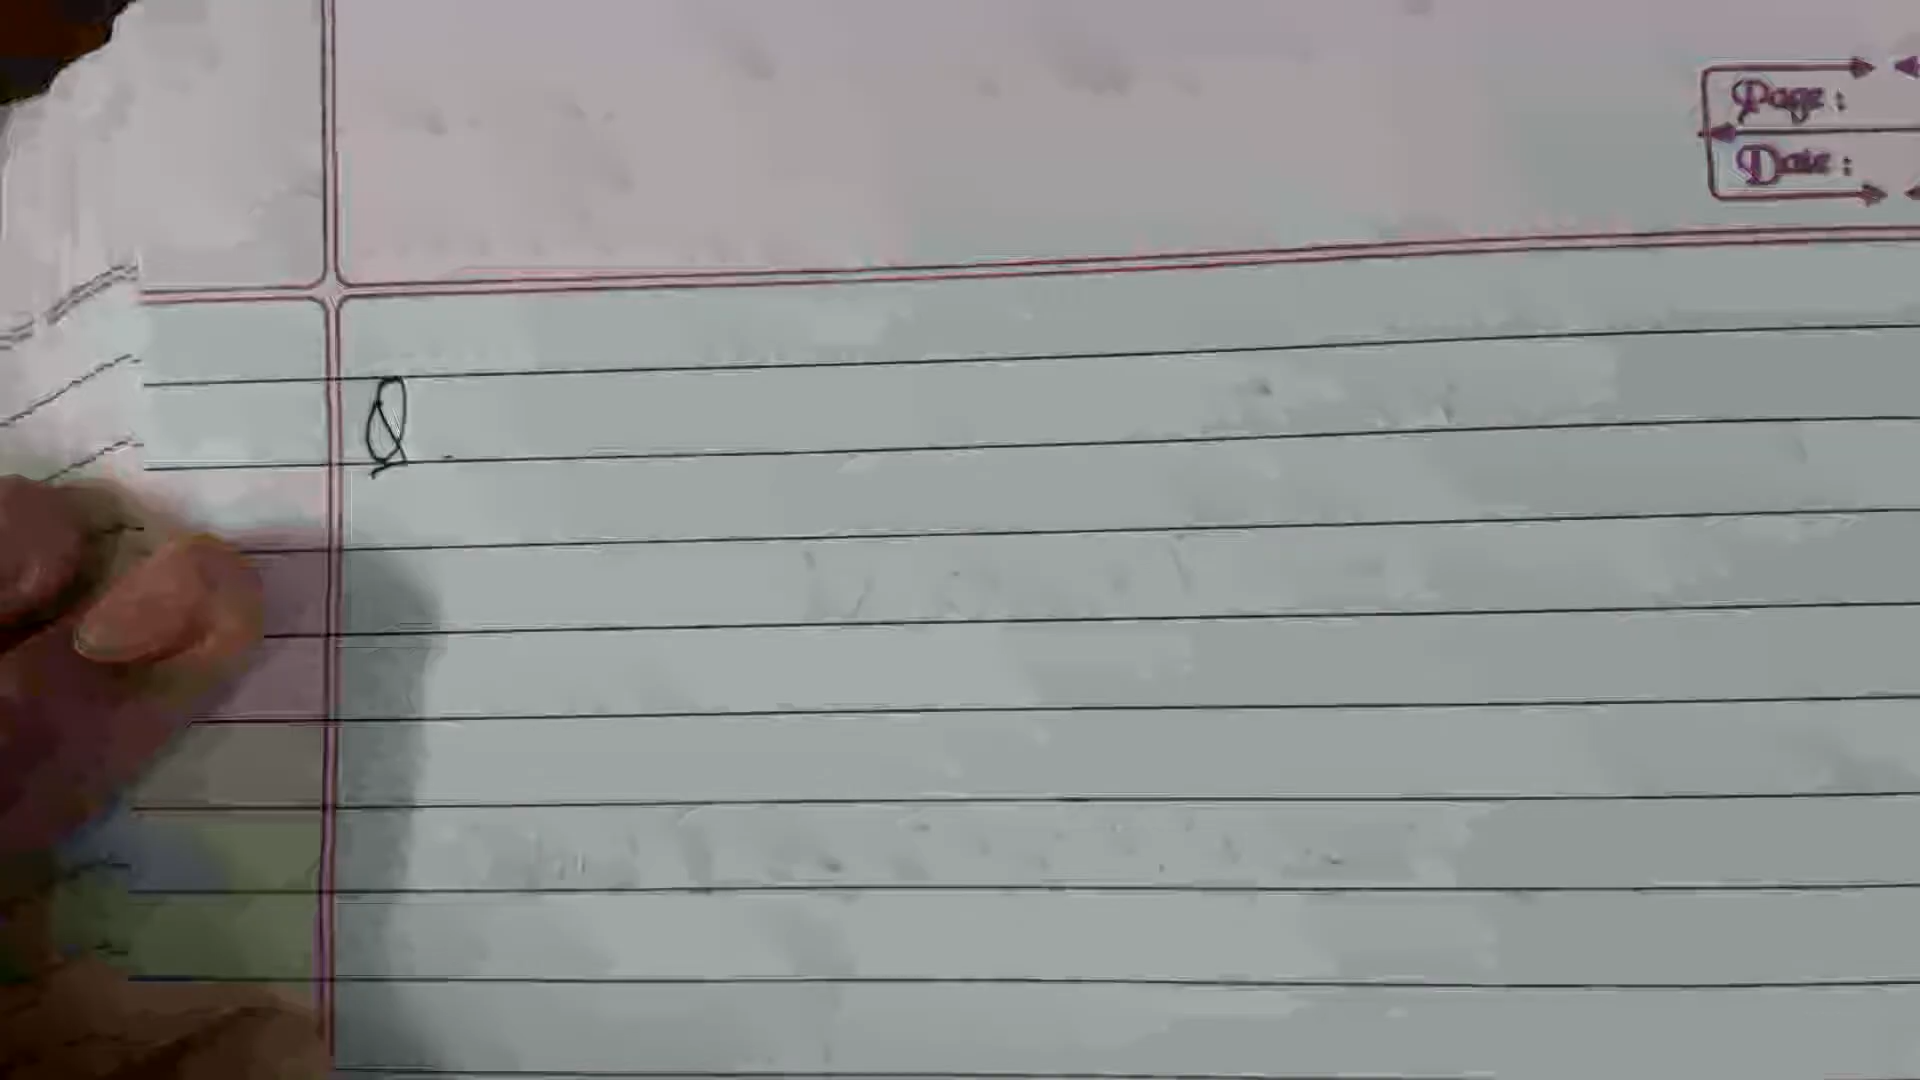 Page :
Date :
Q.